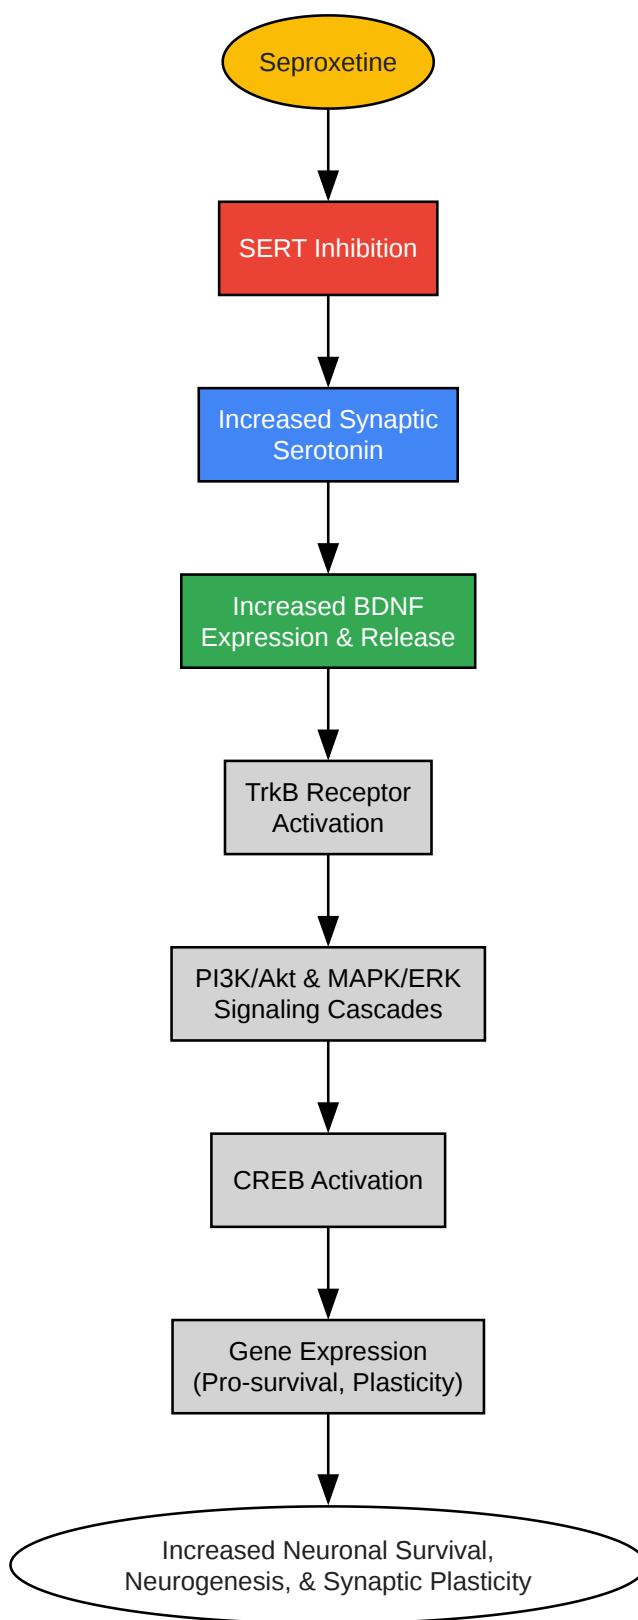 Seproxetine
SERT Inhibition
Increased Synaptic
Serotonin
Increased BDNF
Expression & Release
TrkB Receptor
Activation
PI3K/Akt & MAPK/ERK
Signaling Cascades
CREB Activation
Gene Expression
(Pro-survival, Plasticity)
Increased Neuronal Survival,
Neurogenesis, & Synaptic Plasticity